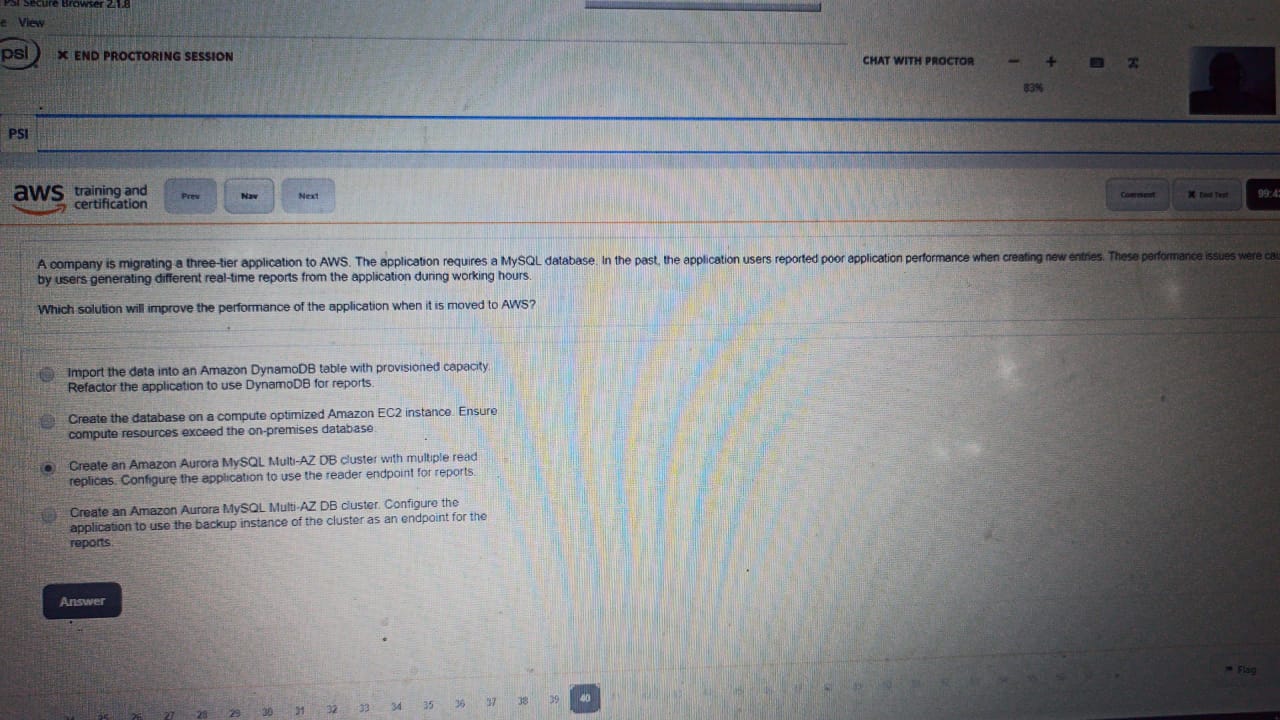 PSI Secure Browser 2.1.8
e View
psi
END PROCTORING SESSION
CHAT WITH PROCTOR
83%
PSI
aws training and certification
Prev
Nav
Next
Comment
End Test
99:4
A company is migrating a three-tier application to AWS. The application requires a MySQL database. In the past, the application users reported poor application performance when creating new entries. These performance issues were
by users generating different real-time reports from the application during working hours.
Which solution will improve the performance of the application when it is moved to AWS?
Import the data into an Amazon DynamoDB table with provisioned capacity.
Refactor the application to use DynamoDB for reports.
Create the database on a compute optimized Amazon EC2 instance. Ensure
compute resources exceed the on-premises database.
Create an Amazon Aurora MySQL Multi-AZ DB cluster with multiple read
replicas. Configure the application to use the reader endpoint for reports.
Create an Amazon Aurora MySQL Multi-AZ DB cluster. Configure the
application to use the backup instance of the cluster as an endpoint for the
reports.
Answer
Flag
26 27 28 29 30 31 32 33 34 35 36 37 38 39 40